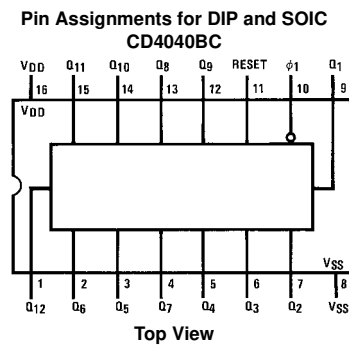 Pin Assignments for DIP and SOIC
CD4040BC
VDD Q11 Q10 Q8 Q9 RESET ϕ1 Q1
16 15 14 13 12 11 10 9
VDD
VSS
1 2 3 4 5 6 7 8
Q12 Q6 Q5 Q7 Q4 Q3 Q2 VSS
Top View